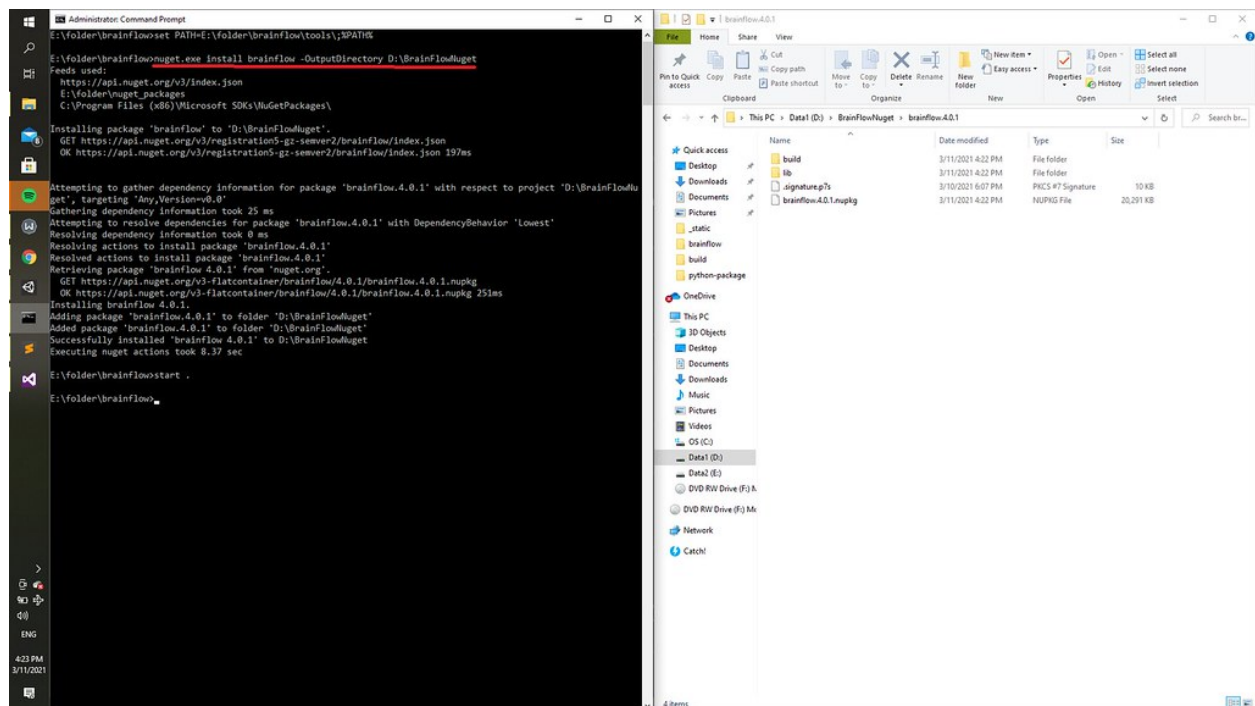 Administrator: Command Prompt
E:\folder\brainflow>set PATH=E:\folder\brainflow\tools\;%PATH%
E:\folder\brainflow>nuget.exe install brainflow -OutputDirectory D:\BrainFlowNuget
Feeds used:
https://api.nuget.org/v3/index.json
E:\folder\nuget_packages
C:\Program Files (x86)\Microsoft SDKs\NuGetPackages\
Installing package 'brainflow' to 'D:\BrainFlowNuget'.
GET https://api.nuget.org/v3/registration5-gz-semver2/brainflow/index.json
OK https://api.nuget.org/v3/registration5-gz-semver2/brainflow/index.json 197ms
Attempting to gather dependency information for package 'brainflow.4.0.1' with respect to project 'D:\BrainFlowNu
get', targeting 'Any,Version=v0.0'
Gathering dependency information took 25 ms
Attempting to resolve dependencies for package 'brainflow.4.0.1' with DependencyBehavior 'Lowest'
Resolving dependency information took 0 ms
Resolving actions to install package 'brainflow.4.0.1'
Resolved actions to install package 'brainflow.4.0.1'
Retrieving package 'brainflow 4.0.1' from 'nuget.org'.
GET https://api.nuget.org/v3-flatcontainer/brainflow/4.0.1/brainflow.4.0.1.nupkg
OK https://api.nuget.org/v3-flatcontainer/brainflow/4.0.1/brainflow.4.0.1.nupkg 251ms
Installing brainflow 4.0.1.
Adding package 'brainflow.4.0.1' to folder 'D:\BrainFlowNuget'
Added package 'brainflow.4.0.1' to folder 'D:\BrainFlowNuget'
Successfully installed 'brainflow 4.0.1' to D:\BrainFlowNuget
Executing nuget actions took 8.37 sec
E:\folder\brainflow>start .
E:\folder\brainflow>
ENG
4:23 PM
3/11/2021
brainflow.4.0.1
File Home Share View
Pin to Quick access
Copy
Paste
Cut
Copy path
Paste shortcut
Clipboard
Move to
Copy to
Delete
Rename
Organize
New folder
New item
Easy access
New
Properties
Open
Edit
History
Open
Select all
Select none
Invert selection
Select
This PC > Data1 (D:) > BrainFlowNuget > brainflow.4.0.1
Search br...
Name Date modified Type Size
build 3/11/2021 4:22 PM File folder
lib 3/11/2021 4:22 PM File folder
.signature.p7s 3/10/2021 6:07 PM PKCS #7 Signature 10 KB
brainflow.4.0.1.nupkg 3/11/2021 4:22 PM NUPKG File 20,291 KB
Quick access
Desktop
Downloads
Documents
Pictures
_static
brainflow
build
python-package
OneDrive
This PC
3D Objects
Desktop
Documents
Downloads
Music
Pictures
Videos
OS (C:)
Data1 (D:)
Data2 (E:)
DVD RW Drive (F:) M
DVD RW Drive (F:) Mi
Network
Catch!
4 items